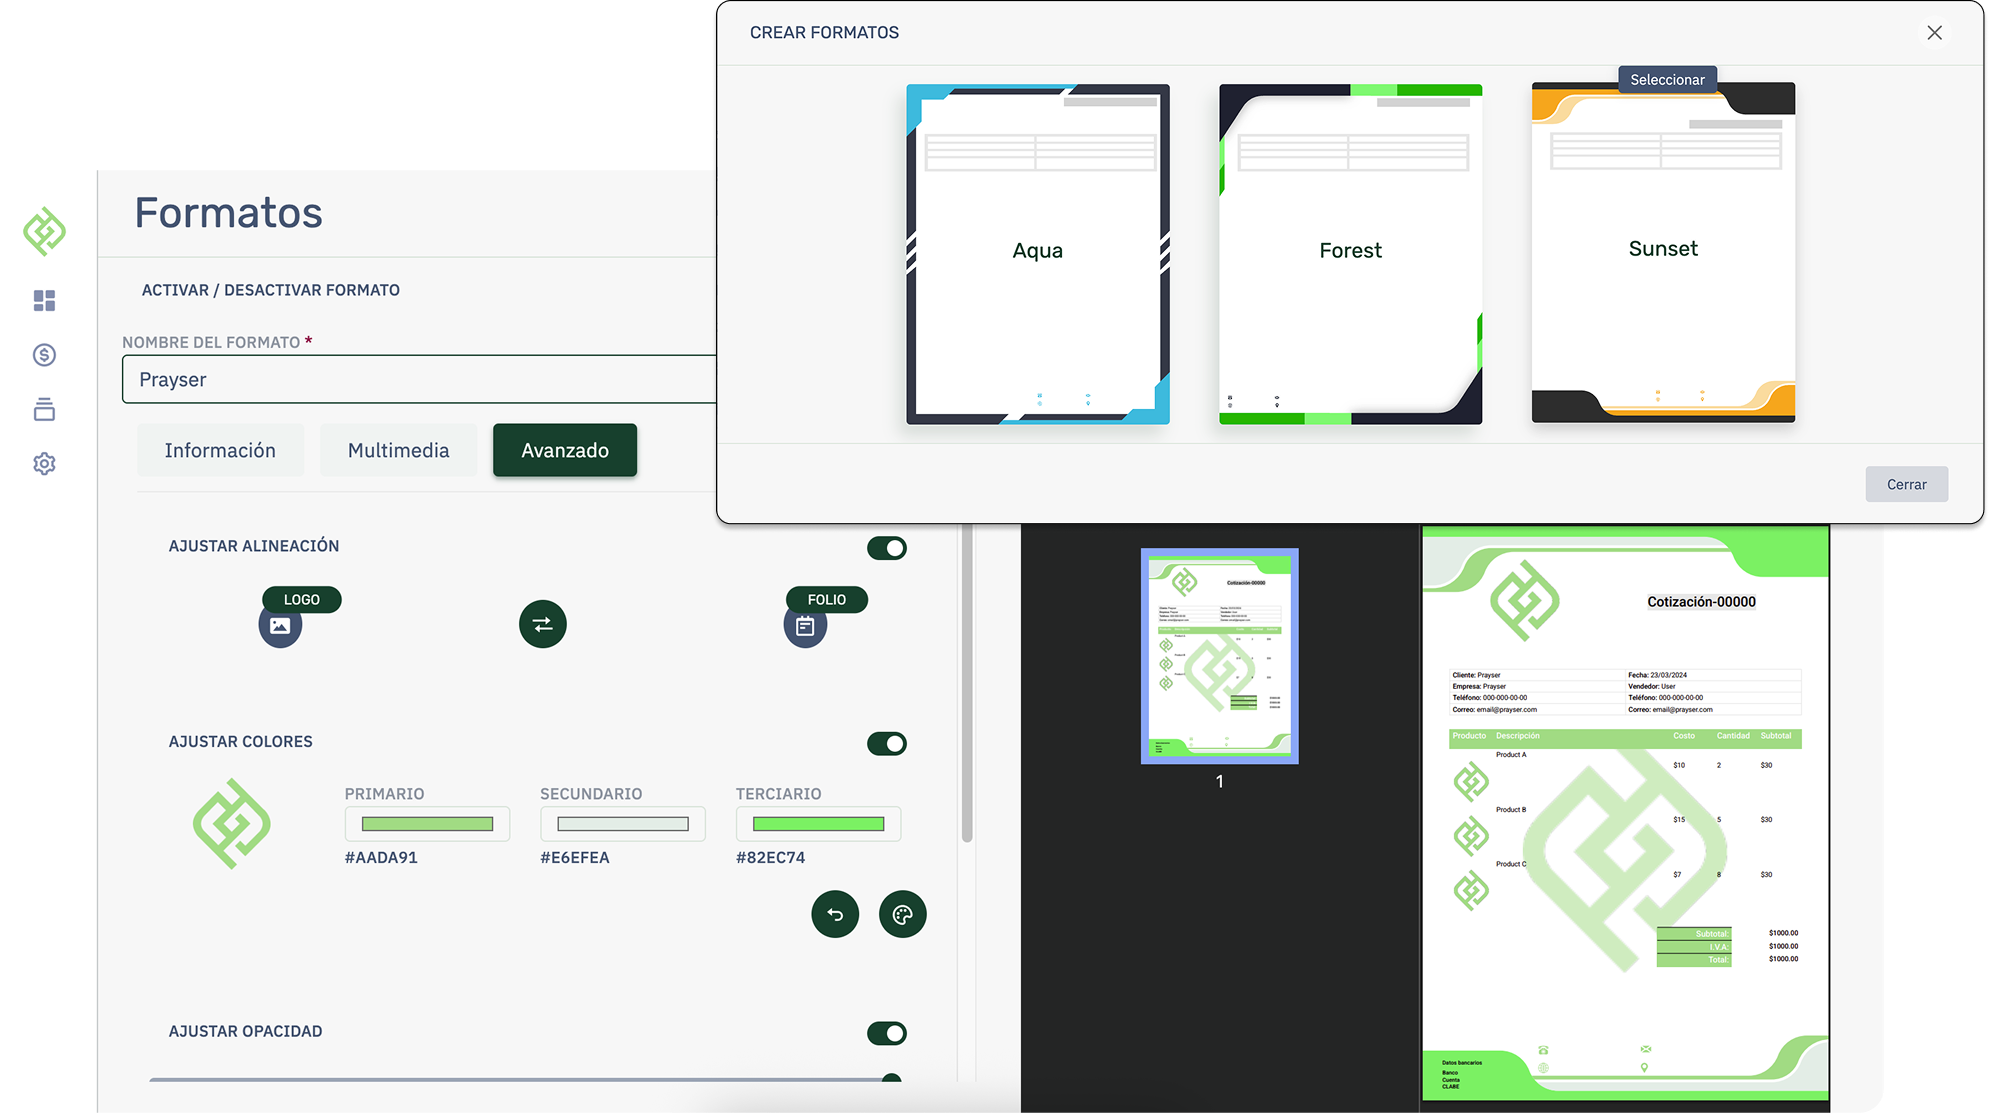 CREAR FORMATOS
Seleccionar
Aqua
Forest
Sunset
Cerrar
Formatos
ACTIVAR / DESACTIVAR FORMATO
NOMBRE DEL FORMATO *
Prayser
Información
Multimedia
Avanzado
AJUSTAR ALINEACIÓN
LOGO
FOLIO
AJUSTAR COLORES
PRIMARIO
SECUNDARIO
TERCIARIO
#AADA91
#E6EFEA
#82EC74
AJUSTAR OPACIDAD
Cotización-00000
1
Cotización-00000
Cliente: Prayser
Fecha: 23/03/2024
Empresa: Prayser
Vendedor: User
Teléfono: 000-000-00-00
Teléfono: 000-000-00-00
Correo: email@prayser.com
Correo: email@prayser.com
Producto Descripción Costo Cantidad Subtotal
Product A
$10 2 $30
Product B
$15 5 $30
Product C
$7 8 $30
Subtotal: $1000.00
I.V.A: $1000.00
Total: $1000.00
Datos bancarios
Banco
Cuenta
CLABE